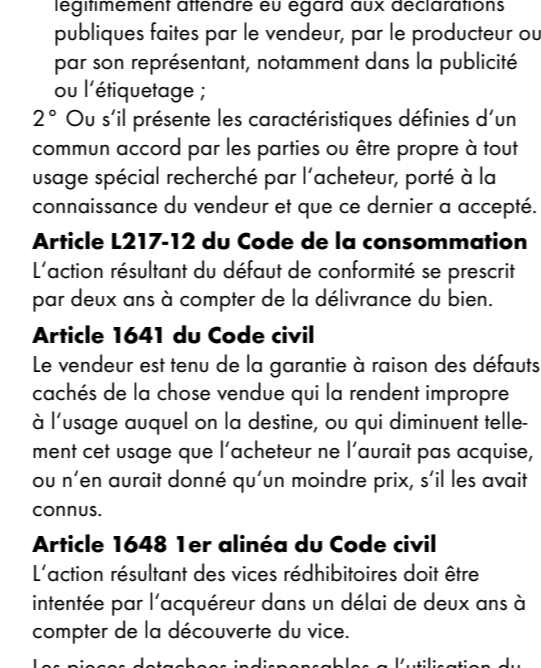 légitimement attendre eu égard aux déclarations
publiques faites par le vendeur, par le producteur ou
par son représentant, notamment dans la publicité
ou l‘étiquetage ;
2° Ou s‘il présente les caractéristiques définies d‘un
commun accord par les parties ou être propre à tout
usage spécial recherché par l‘acheteur, porté à la
connaissance du vendeur et que ce dernier a accepté.
Article L217-12 du Code de la consommation
L‘action résultant du défaut de conformité se prescrit
par deux ans à compter de la délivrance du bien.
Article 1641 du Code civil
Le vendeur est tenu de la garantie à raison des défauts
cachés de la chose vendue qui la rendent impropre
à l‘usage auquel on la destine, ou qui diminuent telle-
ment cet usage que l‘acheteur ne l‘aurait pas acquise,
ou n‘en aurait donné qu‘un moindre prix, s‘il les avait
connus.
Article 1648 1er alinéa du Code civil
L‘action résultant des vices rédhibitoires doit être
intentée par l‘acquéreur dans un délai de deux ans à
compter de la découverte du vice.
Les pièces détachées indispensables à l‘utilisation du